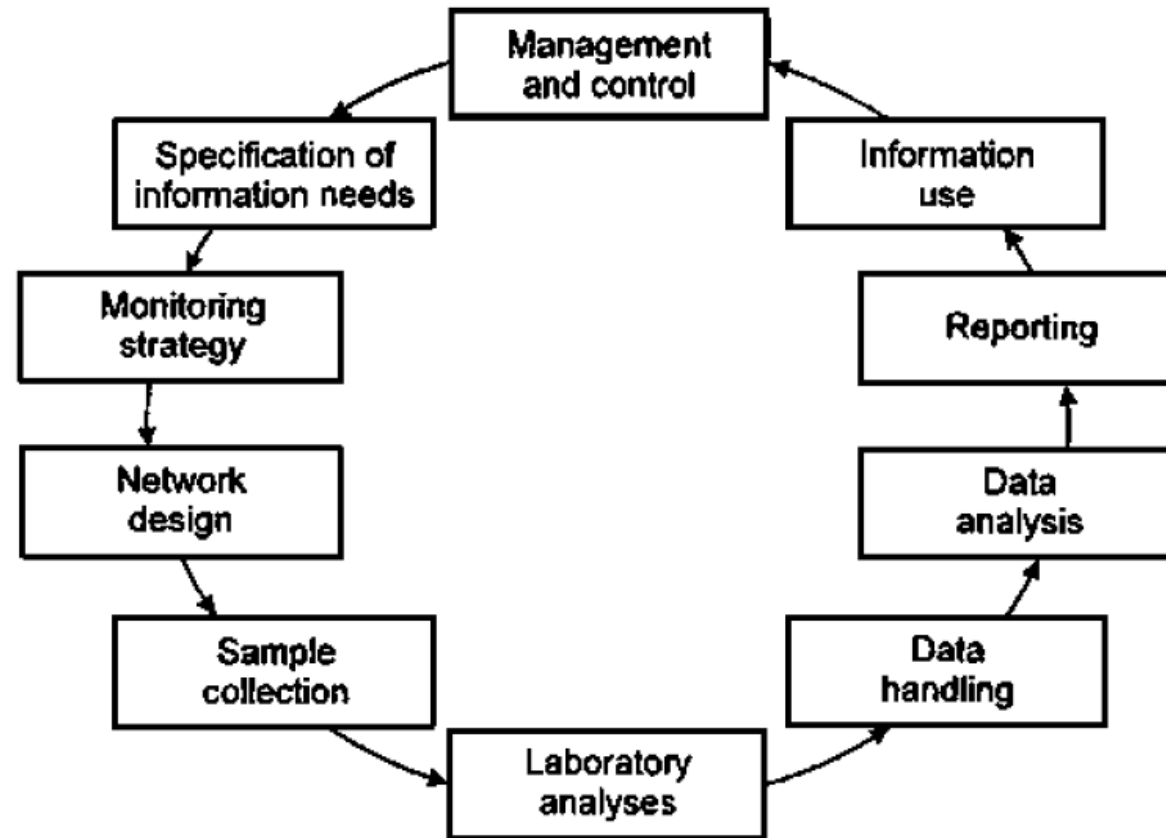 Management
and control
Specification of
information needs
Monitoring
strategy
Network
design
Sample
collection
Laboratory
analyses
Data
handling
Data
analysis
Reporting
Information
use